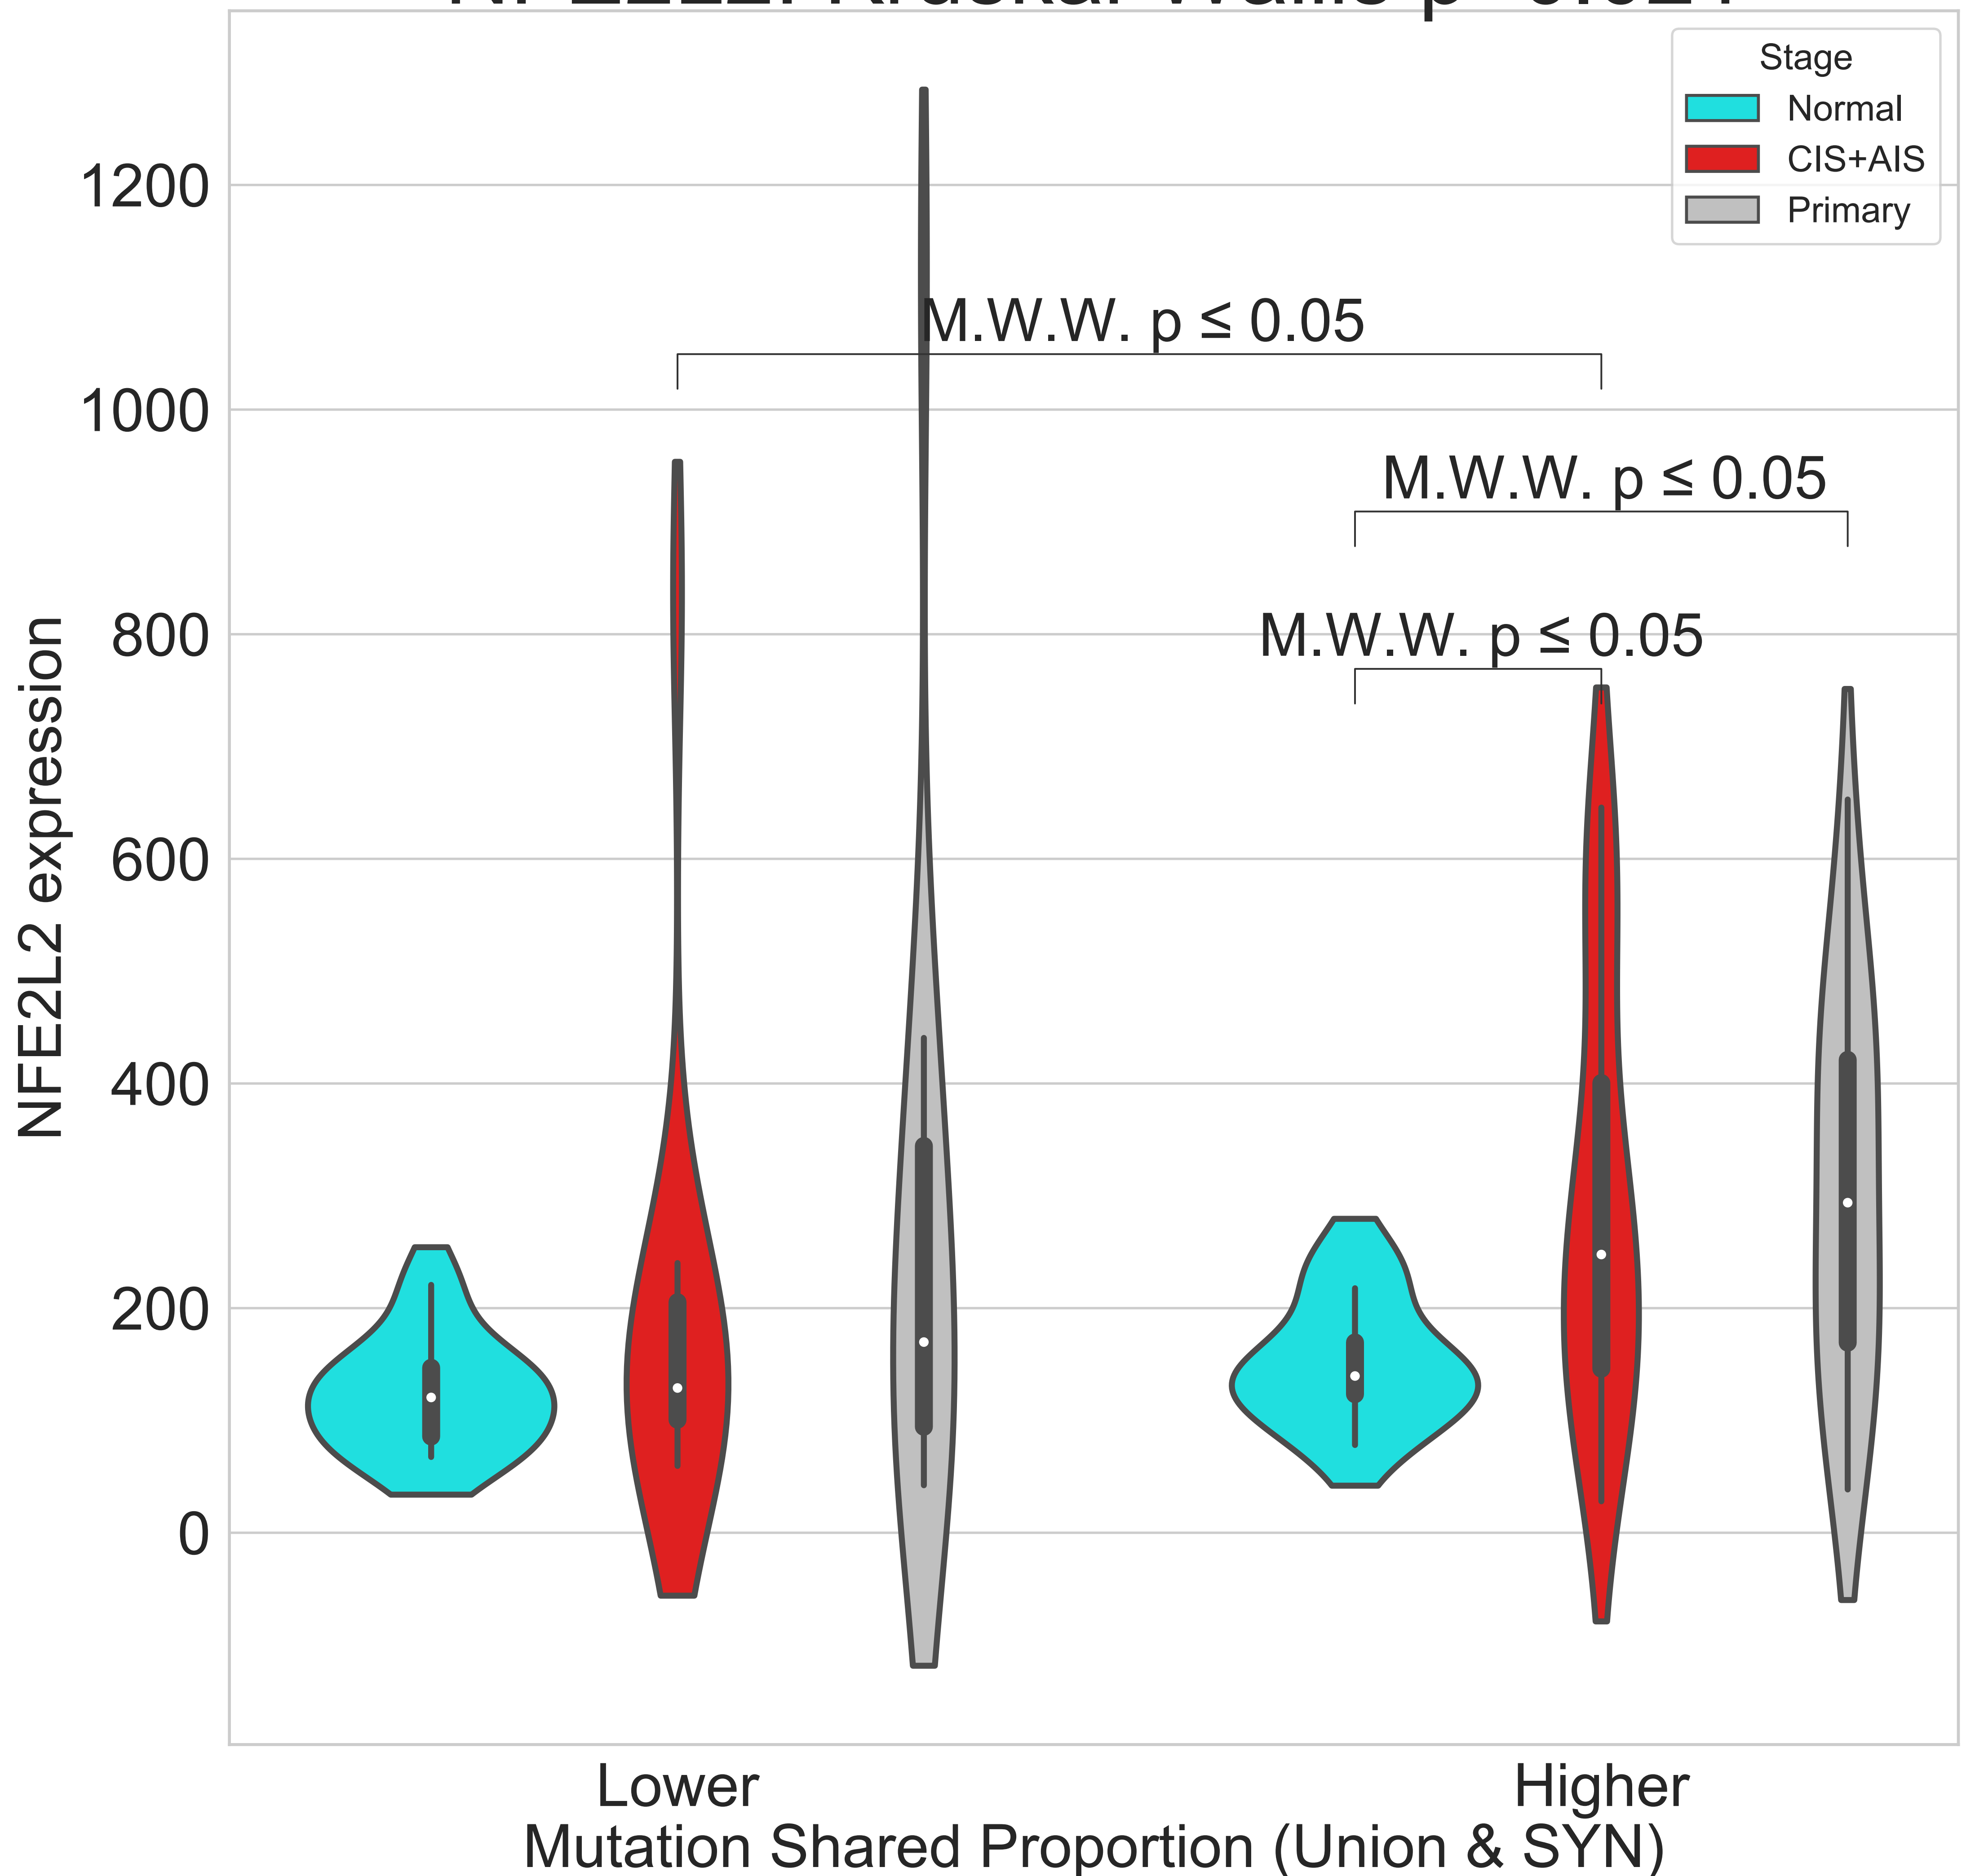 Stage
Normal
CIS+AIS
Primary
1200
1000
800
600
400
200
0
NFE2L2 expression
M.W.W. p ≤ 0.05
M.W.W. p ≤ 0.05
M.W.W. p ≤ 0.05
Lower
Higher
Mutation Shared Proportion (Union & SYN)